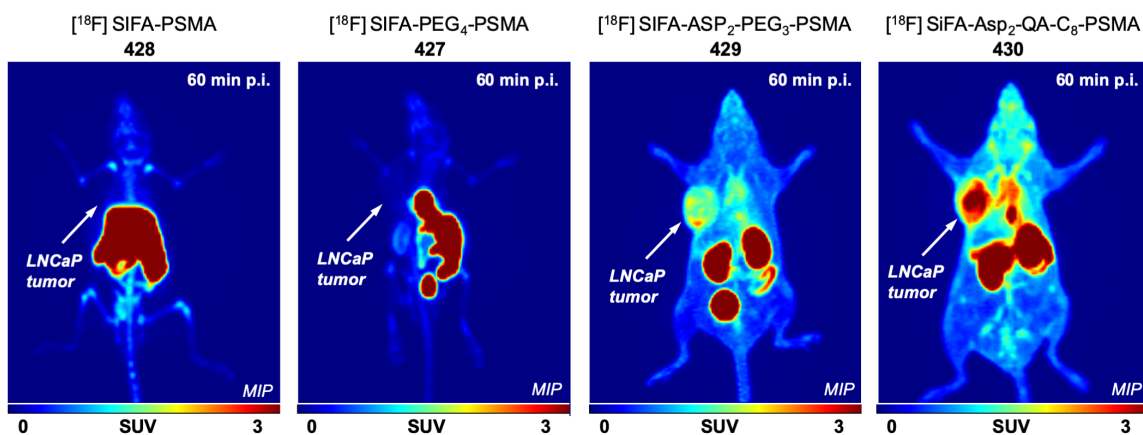 [¹⁸F] SIFA-PSMA
428
60 min p.i.
LNCaP
tumor
MIP
0 SUV 3
[¹⁸F] SIFA-PEG₄-PSMA
427
60 min p.i.
LNCaP
tumor
MIP
0 SUV 3
[¹⁸F] SIFA-ASP₂-PEG₃-PSMA
429
60 min p.i.
LNCaP
tumor
MIP
0 SUV 3
[¹⁸F] SiFA-Asp₂-QA-C₈-PSMA
430
60 min p.i.
LNCaP
tumor
MIP
0 SUV 3